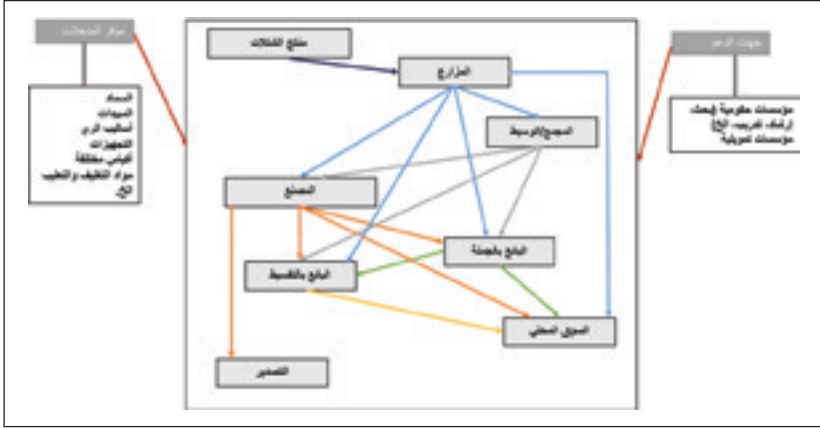 موفر المدخلات
السماد
المبيدات
أساليب الري
التجهيزات
أكياس مختلفة
مواد التغليف والتعليب
الخ.
منتج الشتلات
المزارع
المجمع/الوسيط
المصنع
البائع بالجملة
البائع بالتقسيط
السوق المحلي
التصدير
جهات الدعم
مؤسسات حكومية (بحث،
إرشاد، تدريب، الخ)
مؤسسات تمويلية